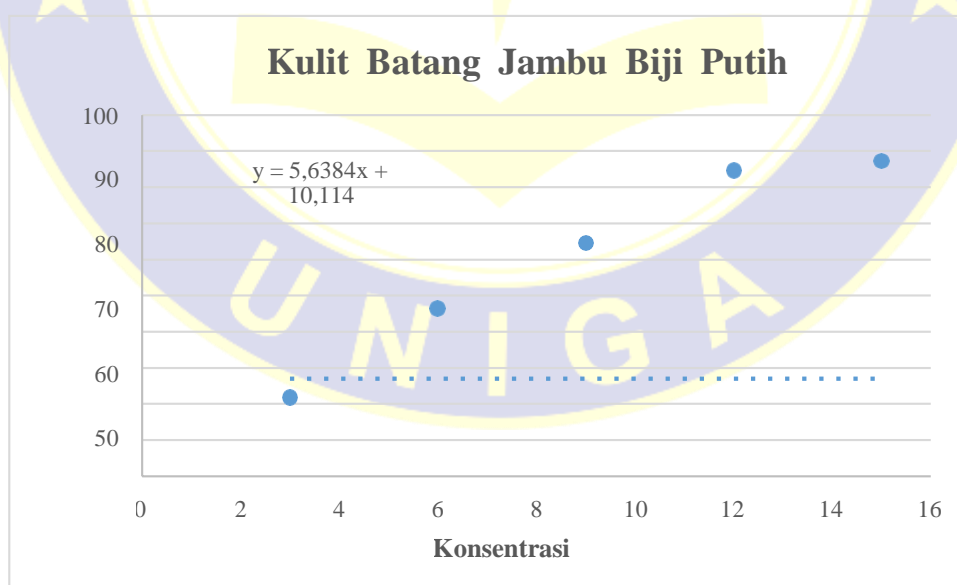 Kulit Batang Jambu Biji Putih
100
y = 5,6384x +
10,114
90
80
70
60
50
0 2 4 6 8 10 12 14 16
Konsentrasi
UNIGA